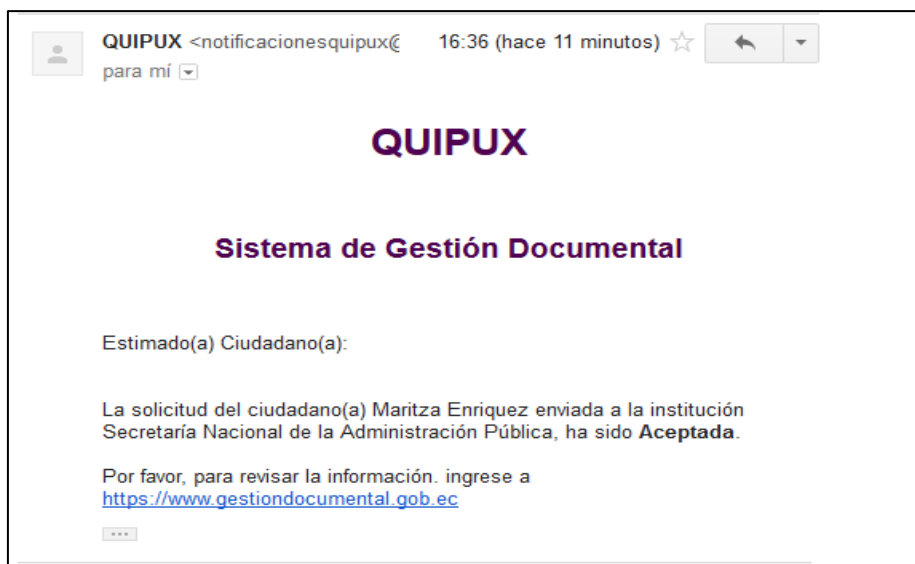 QUIPUX <notificacionesquipux@ 16:36 (hace 11 minutos)
para mí
QUIPUX
Sistema de Gestión Documental
Estimado(a) Ciudadano(a):
La solicitud del ciudadano(a) Maritza Enriquez enviada a la institución
Secretaría Nacional de la Administración Pública, ha sido Aceptada.
Por favor, para revisar la información. ingrese a
https://www.gestiondocumental.gob.ec